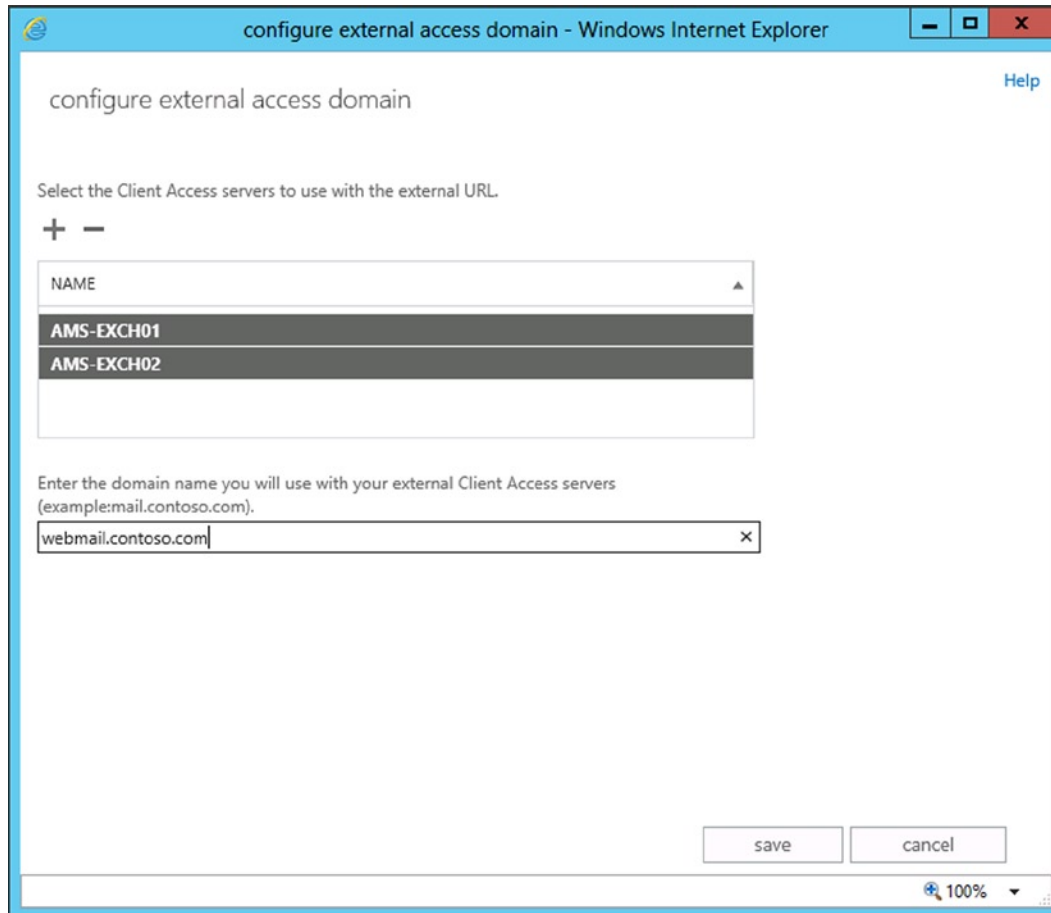 configure external access domain - Windows Internet Explorer
Help
configure external access domain
Select the Client Access servers to use with the external URL.
NAME
AMS-EXCH01
AMS-EXCH02
Enter the domain name you will use with your external Client Access servers
(example:mail.contoso.com).
webmail.contoso.com
save
cancel
100%